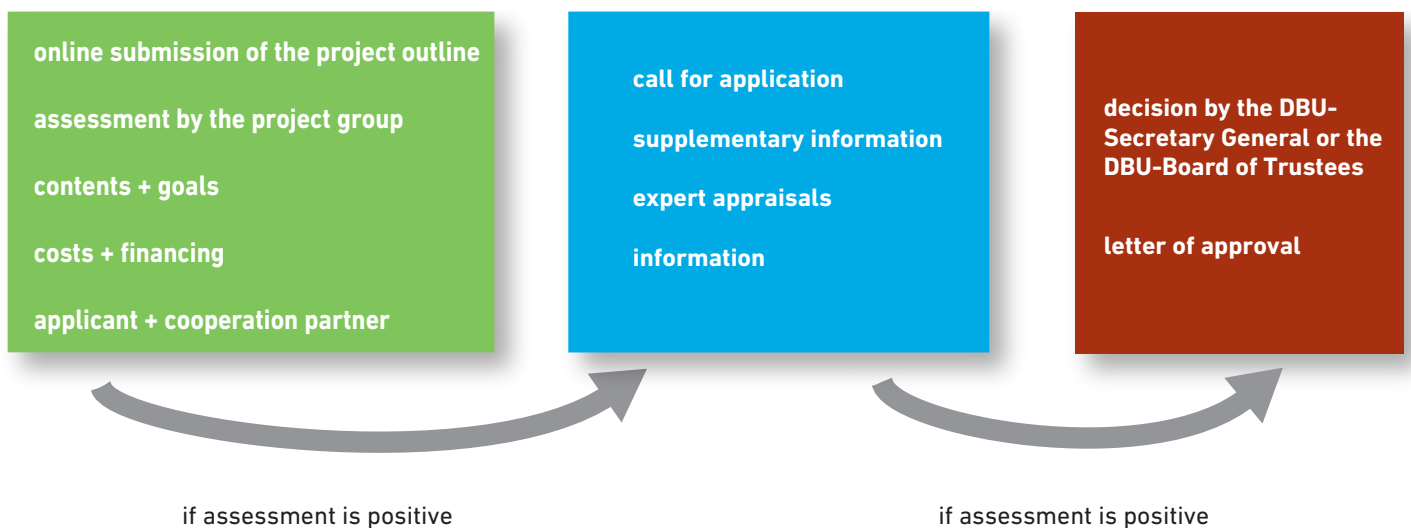 online submission of the project outline
assessment by the project group
contents + goals
costs + financing
applicant + cooperation partner
call for application
supplementary information
expert appraisals
information
decision by the DBU-
Secretary General or the
DBU-Board of Trustees
letter of approval
if assessment is positive
if assessment is positive